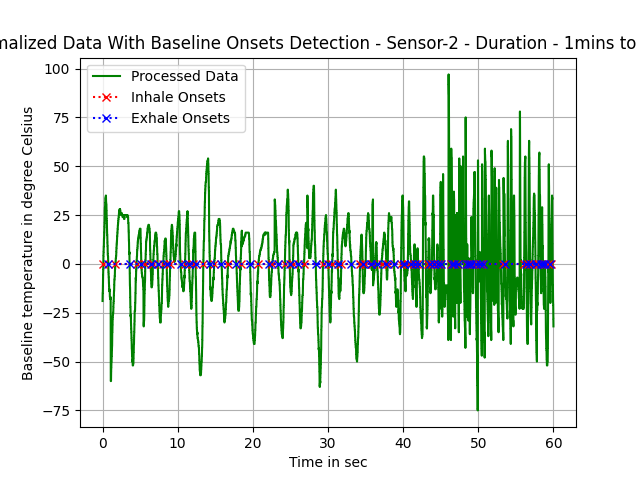 malized Data With Baseline Onsets Detection - Sensor-2 - Duration - 1mins to
Processed Data
Inhale Onsets
Exhale Onsets
Baseline temperature in degree Celsius
100
75
50
25
0
−25
−50
−75
0 10 20 30 40 50 60
Time in sec